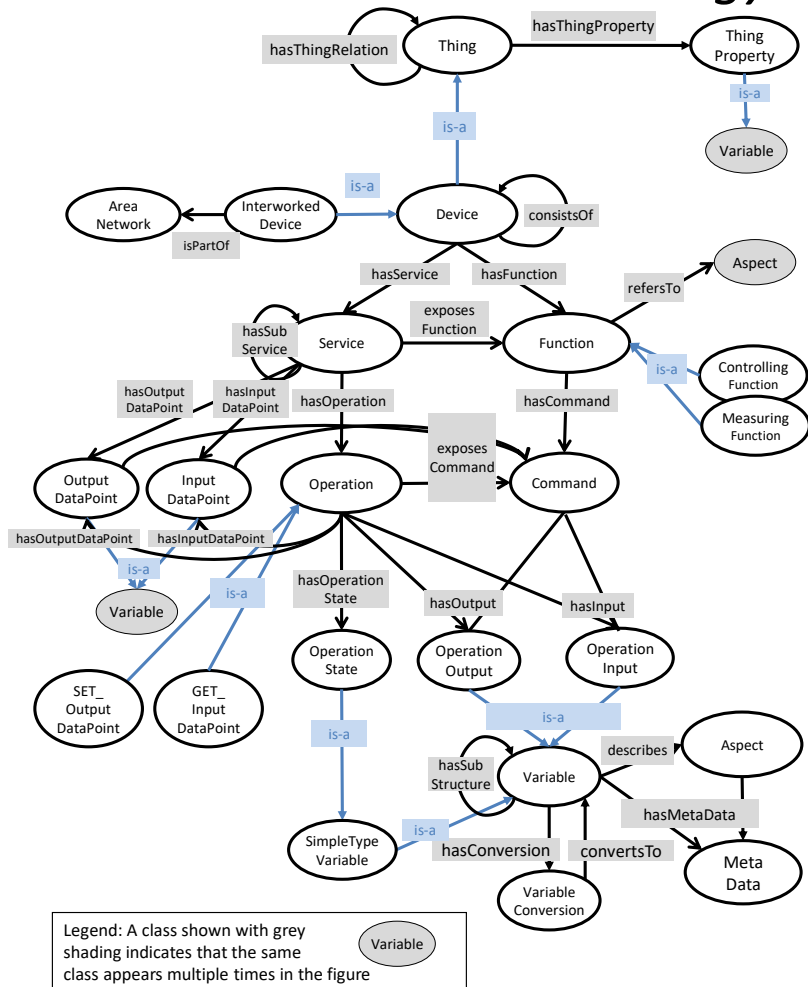 gy
hasThingRelation
Thing
hasThingProperty
Thing
Property
is-a
is-a
Variable
Area
Network
Interworked
Device
is-a
Device
consistsOf
isPartOf
hasService
hasFunction
Aspect
refersTo
hasSub
Service
Service
exposes
Function
Function
is-a
Controlling
Function
Measuring
Function
hasOutput
DataPoint
hasInput
DataPoint
hasOperation
hasCommand
exposes
Command
Output
DataPoint
Input
DataPoint
Operation
Command
hasOutputDataPoint
hasInputDataPoint
is-a
is-a
Variable
hasOperation
State
hasOutput
hasInput
Operation
State
Operation
Output
Operation
Input
SET_
Output
DataPoint
GET_
Input
DataPoint
is-a
is-a
hasSub
Structure
Variable
describes
Aspect
hasMetaData
is-a
SimpleType
Variable
hasConversion
convertsTo
Variable
Conversion
Meta
Data
Legend: A class shown with grey
shading indicates that the same
class appears multiple times in the figure
Variable